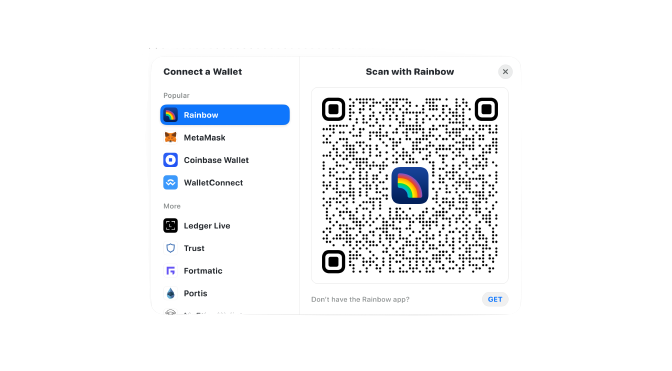 Connect a Wallet
Popular
Rainbow
MetaMask
Coinbase Wallet
WalletConnect
More
Ledger Live
Trust
Fortmatic
Portis
Scan with Rainbow
Don't have the Rainbow app?
GET